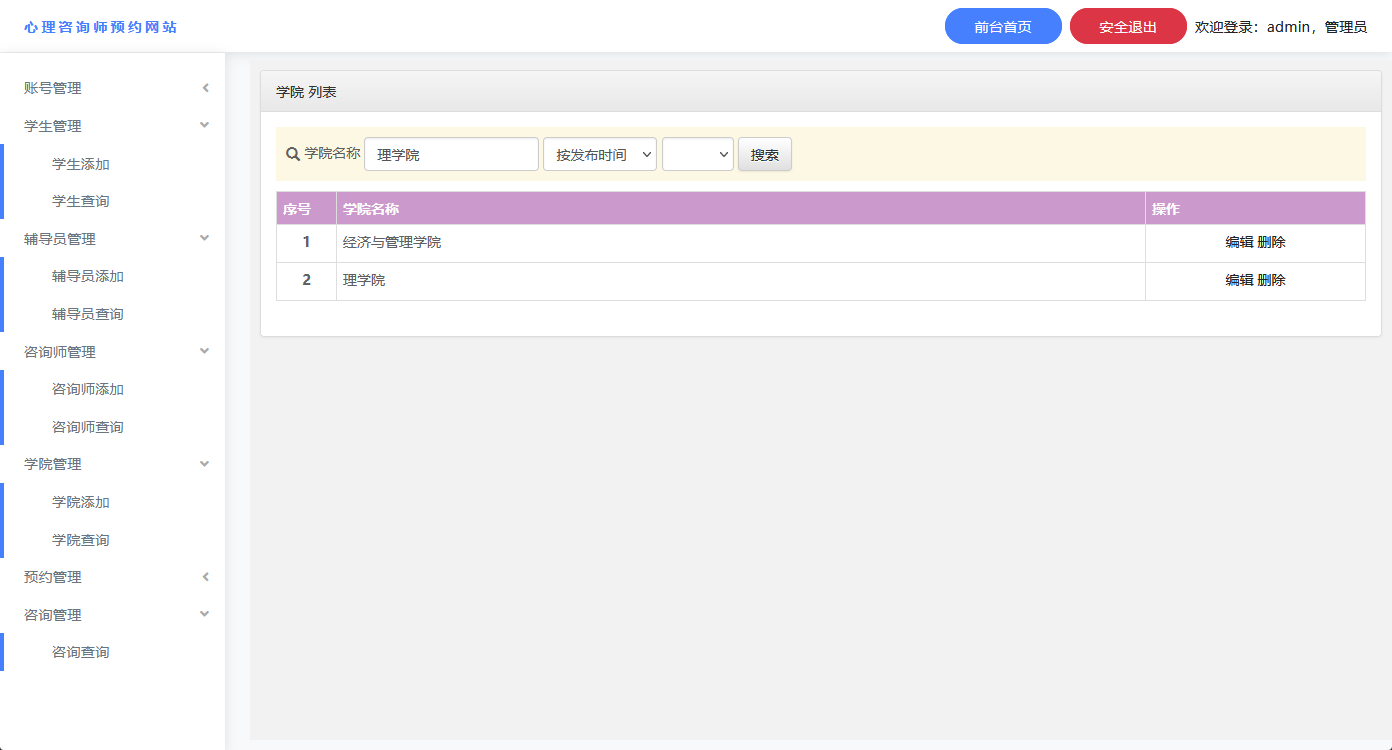 心理咨询师预约网站
前台首页 安全退出 欢迎登录：admin，管理员
账号管理
学生管理
学生添加
学生查询
辅导员管理
辅导员添加
辅导员查询
咨询师管理
咨询师添加
咨询师查询
学院管理
学院添加
学院查询
预约管理
咨询管理
咨询查询
学院 列表
学院名称 理学院 按发布时间 搜索
序号 学院名称 操作
1 经济与管理学院 编辑 删除
2 理学院 编辑 删除